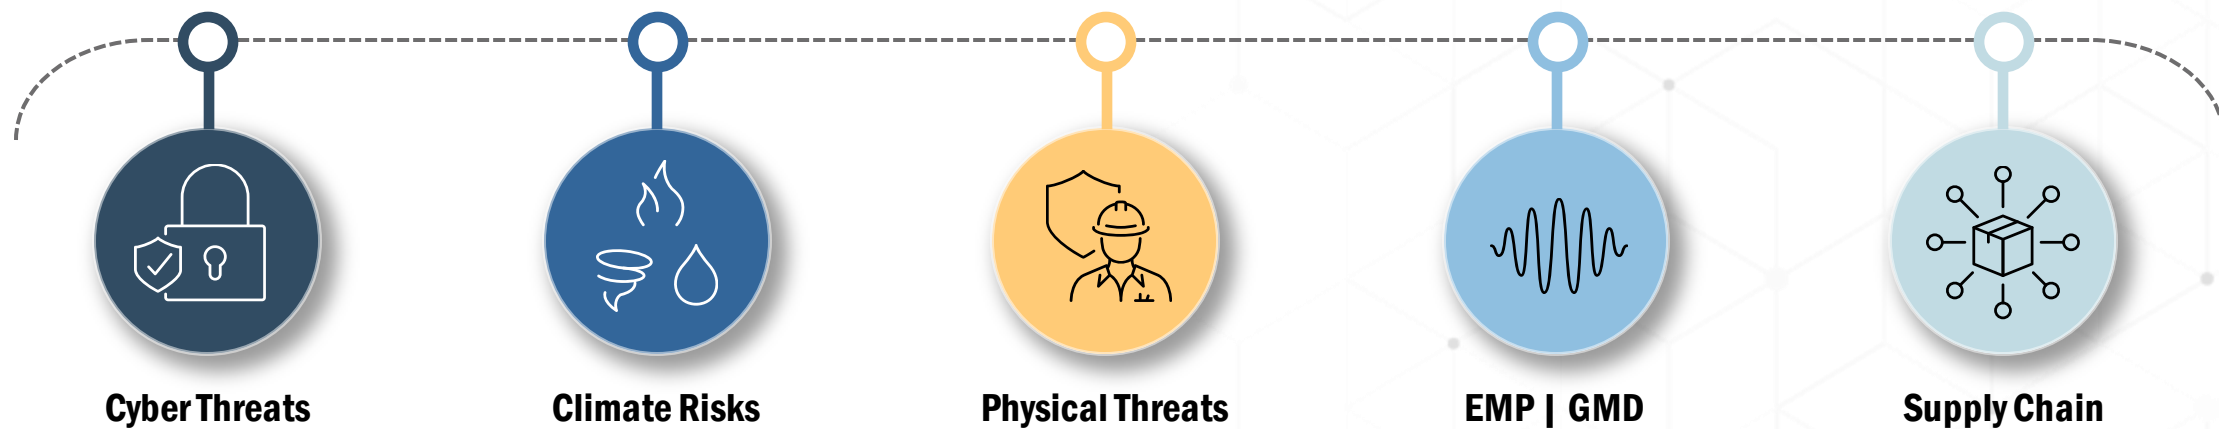 Cyber Threats
Climate Risks
Physical Threats
EMP | GMD
Supply Chain